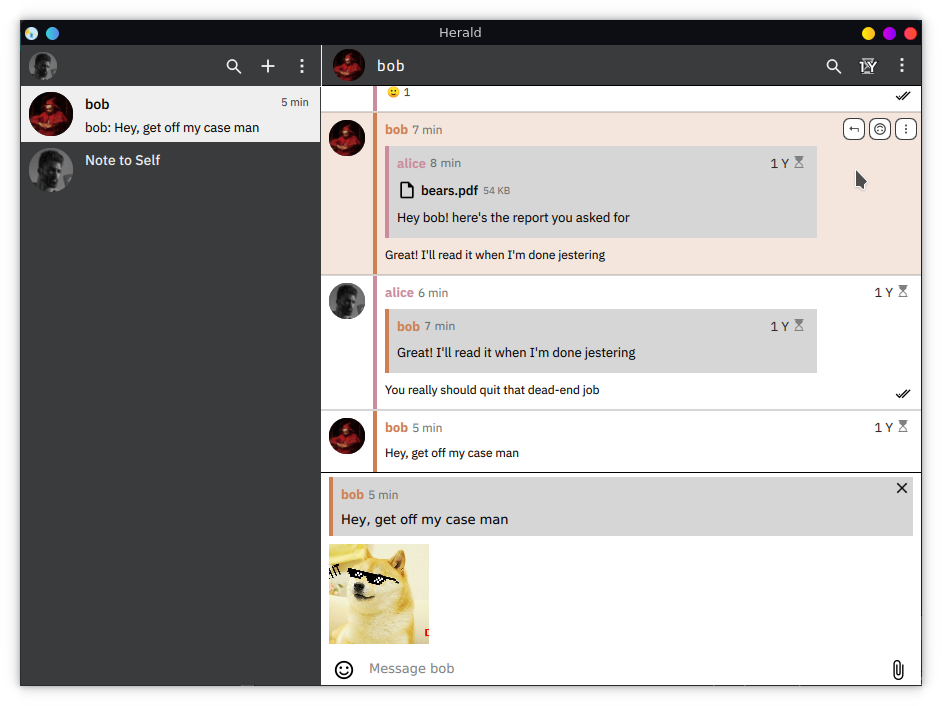 Herald
bob
1Y
bob
5 min
bob: Hey, get off my case man
Note to Self
🙂 1
bob 7 min
alice 8 min
1 Y
bears.pdf 54 KB
Hey bob! here's the report you asked for
Great! I'll read it when I'm done jestering
alice 6 min
1 Y
bob 7 min
1 Y
Great! I'll read it when I'm done jestering
You really should quit that dead-end job
bob 5 min
1 Y
Hey, get off my case man
bob 5 min
Hey, get off my case man
Message bob